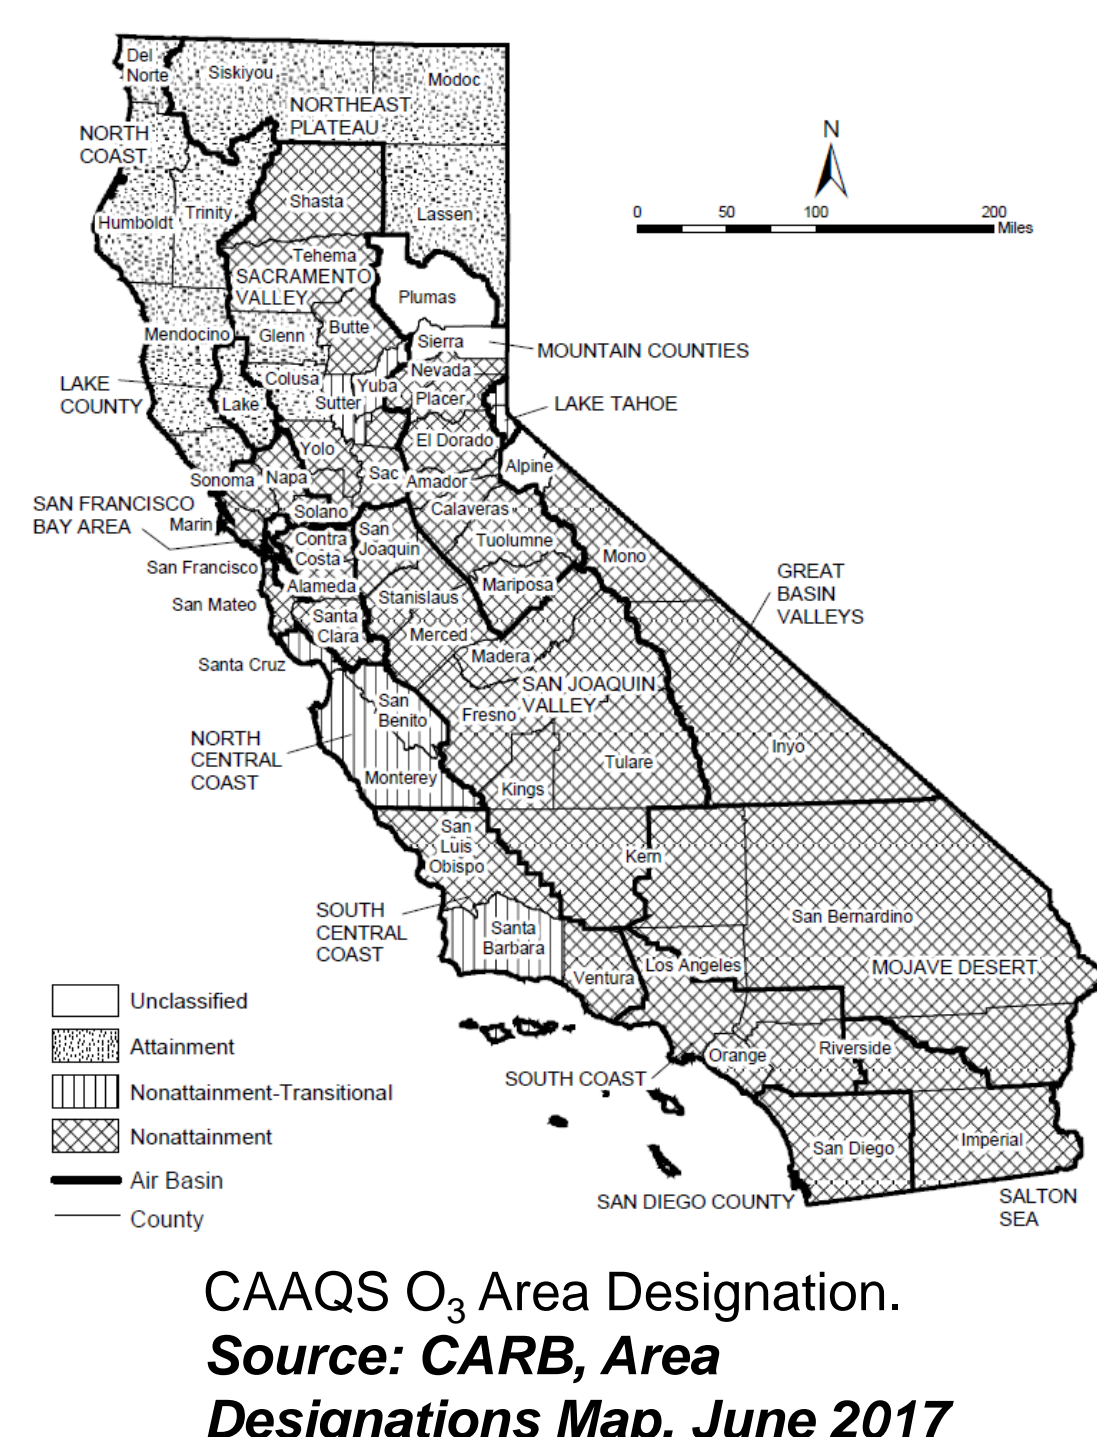 Del
Norte
Siskiyou
Modoc
NORTHEAST
PLATEAU
NORTH
COAST
N
Shasta
Trinity
Humboldt
Lassen
0 50 100 200
Miles
Tehema
SACRAMENTO
VALLEY
Plumas
Butte
Mendocino
Glenn
Sierra
MOUNTAIN COUNTIES
Nevada
LAKE
COUNTY
Colusa
Yuba
Placer
Lake
Sutter
LAKE TAHOE
El Dorado
Yolo
Alpine
Sonoma
Napa
Sac
Amador
SAN FRANCISCO
BAY AREA
Marin
Solano
Calaveras
Contra
Costa
San
Joaquin
Tuolumne
Mono
San Francisco
Alameda
Mariposa
GREAT
BASIN
VALLEYS
San Mateo
Stanislaus
Santa
Clara
Merced
Santa Cruz
Madera
SAN JOAQUIN
VALLEY
San
Benito
Fresno
NORTH
CENTRAL
COAST
Inyo
Tulare
Monterey
Kings
San
Luis
Obispo
Kern
SOUTH
CENTRAL
COAST
San Bernardino
Santa
Barbara
Los Angeles
MOJAVE DESERT
Ventura
Unclassified
Attainment
Nonattainment-Transitional
Nonattainment
Air Basin
County
Orange
Riverside
SOUTH COAST
San Diego
Imperial
SAN DIEGO COUNTY
SALTON
SEA
CAAQS O₃ Area Designation.
Source: CARB, Area
Designations Map, June 2017